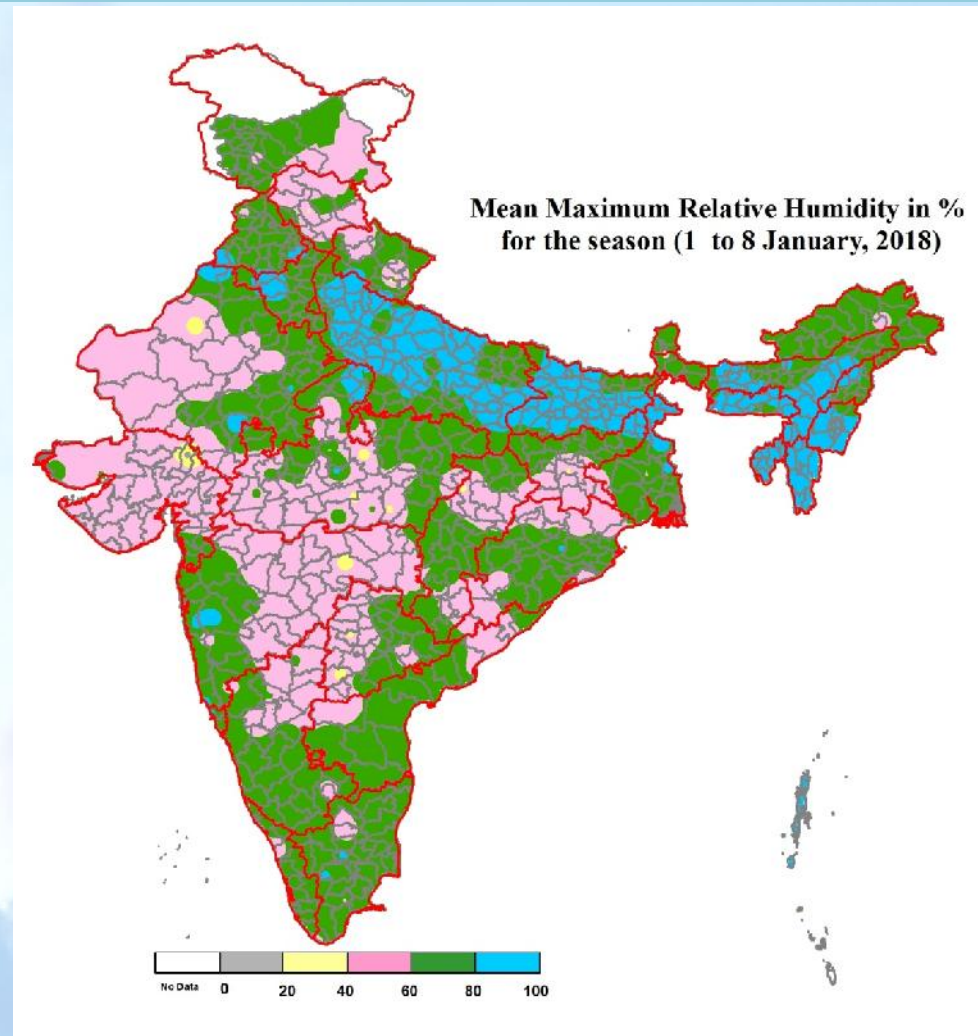 Mean Maximum Relative Humidity in %
for the season (1 to 8 January, 2018)
No Data 0 20 40 60 80 100